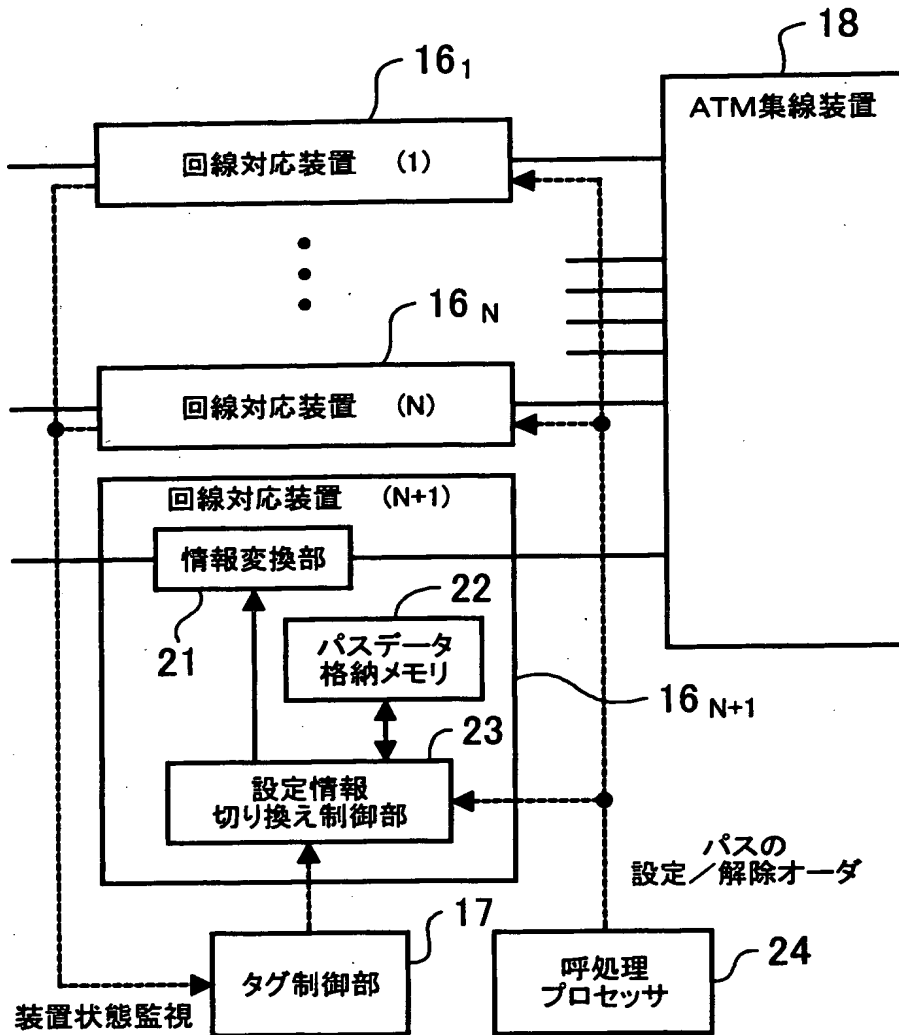 18
16₁
ATM集線装置
回線対応装置 (1)
16 N
回線対応装置 (N)
回線対応装置 (N+1)
情報変換部
22
21
パスデータ
格納メモリ
16 N+1
23
設定情報
切り換え制御部
パスの
設定/解除オーダ
17
タグ制御部
呼処理
プロセッサ
24
装置状態監視